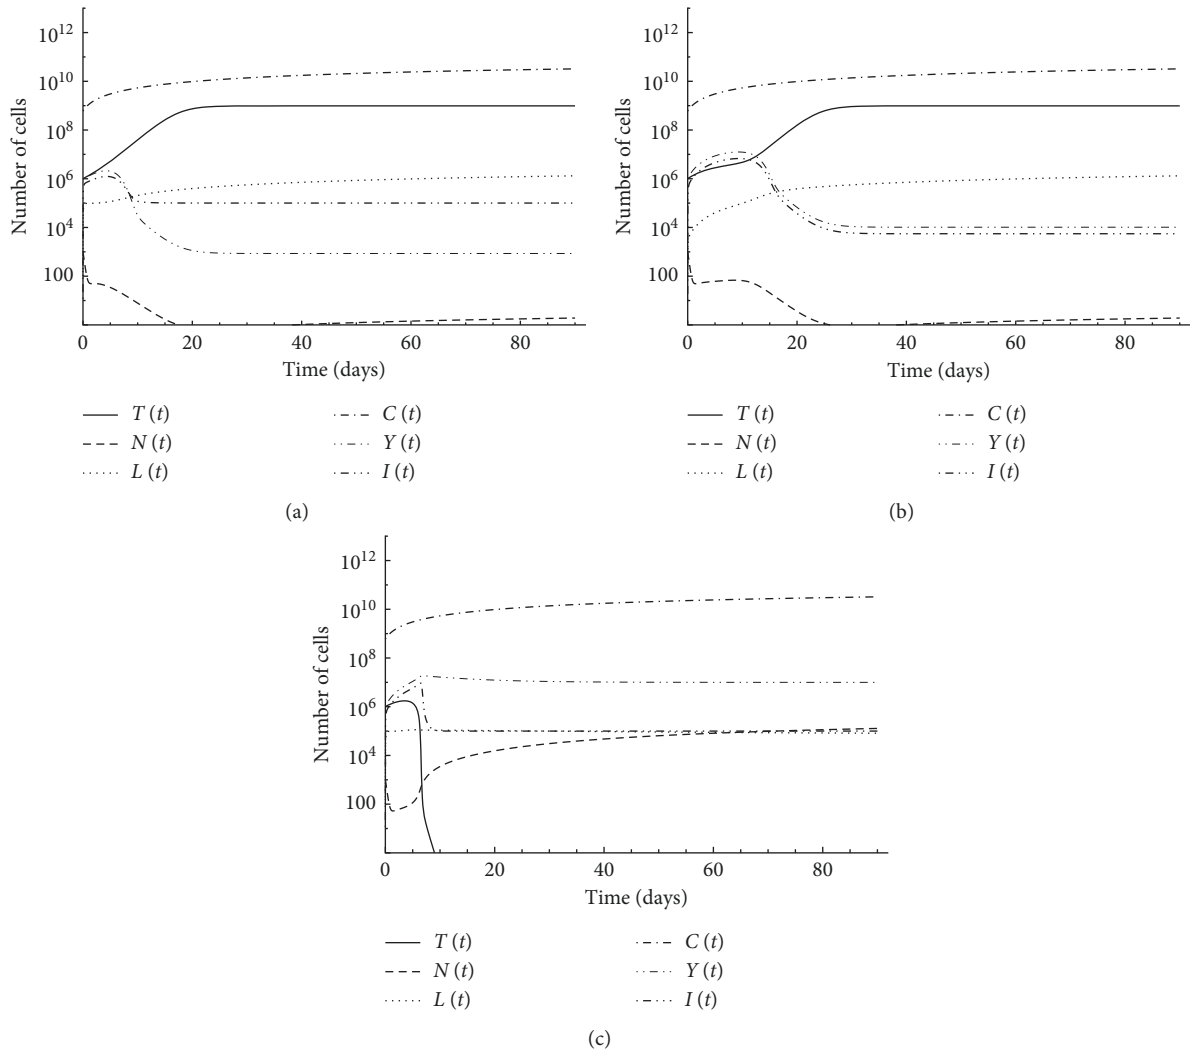 Number of cells
10^12
10^10
10^8
10^6
10^4
100
0 20 40 60 80
Time (days)
T (t) C (t)
N (t) Y (t)
L (t) I (t)
(a)
Number of cells
10^12
10^10
10^8
10^6
10^4
100
0 20 40 60 80
Time (days)
T (t) C (t)
N (t) Y (t)
L (t) I (t)
(b)
Number of cells
10^12
10^10
10^8
10^6
10^4
100
0 20 40 60 80
Time (days)
T (t) C (t)
N (t) Y (t)
L (t) I (t)
(c)